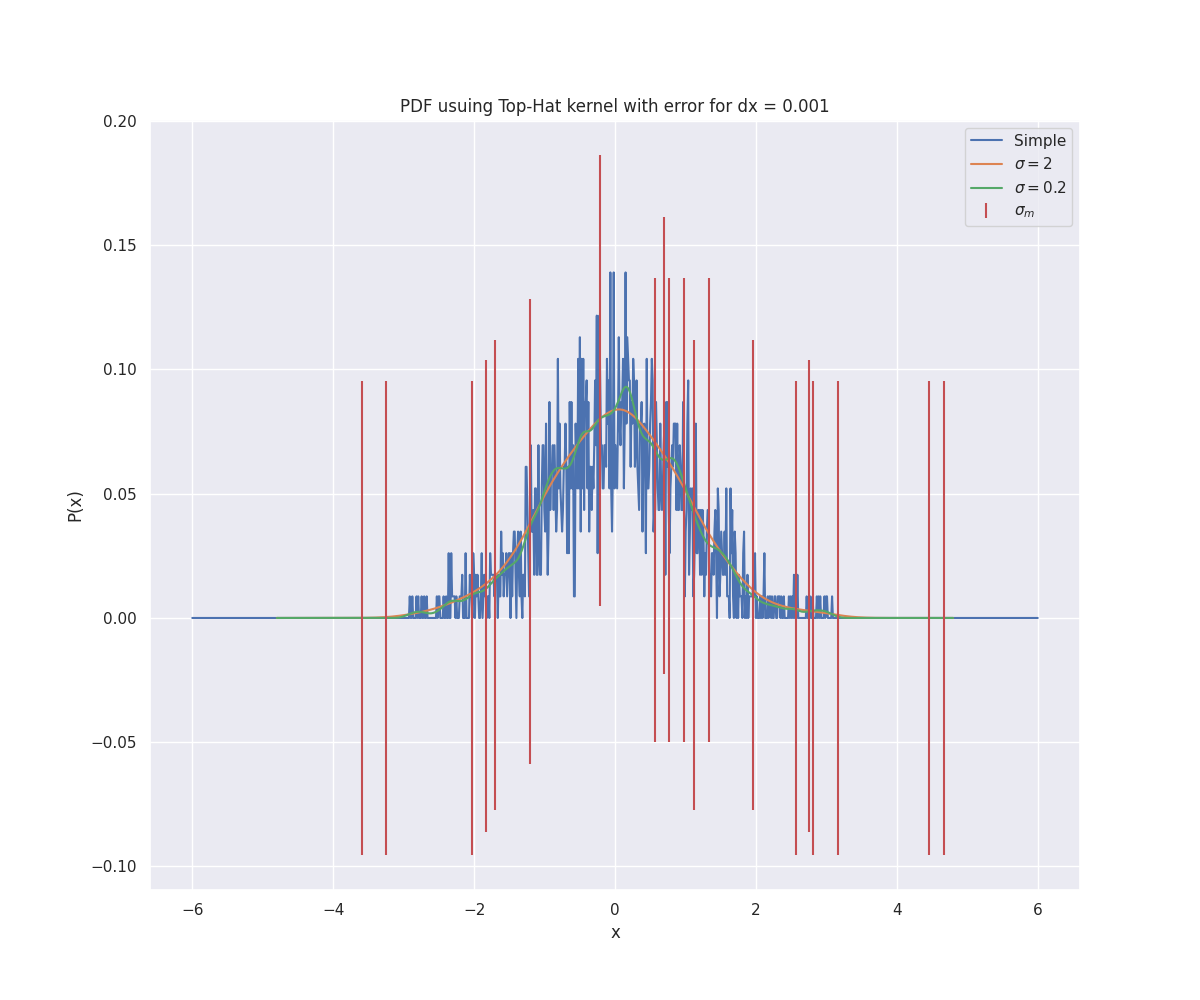 PDF usuing Top-Hat kernel with error for dx = 0.001
0.20
0.15
0.10
0.05
0.00
−0.05
−0.10
P(x)
Simple
σ = 2
σ = 0.2
σm
−6
−4
−2
0
2
4
6
x